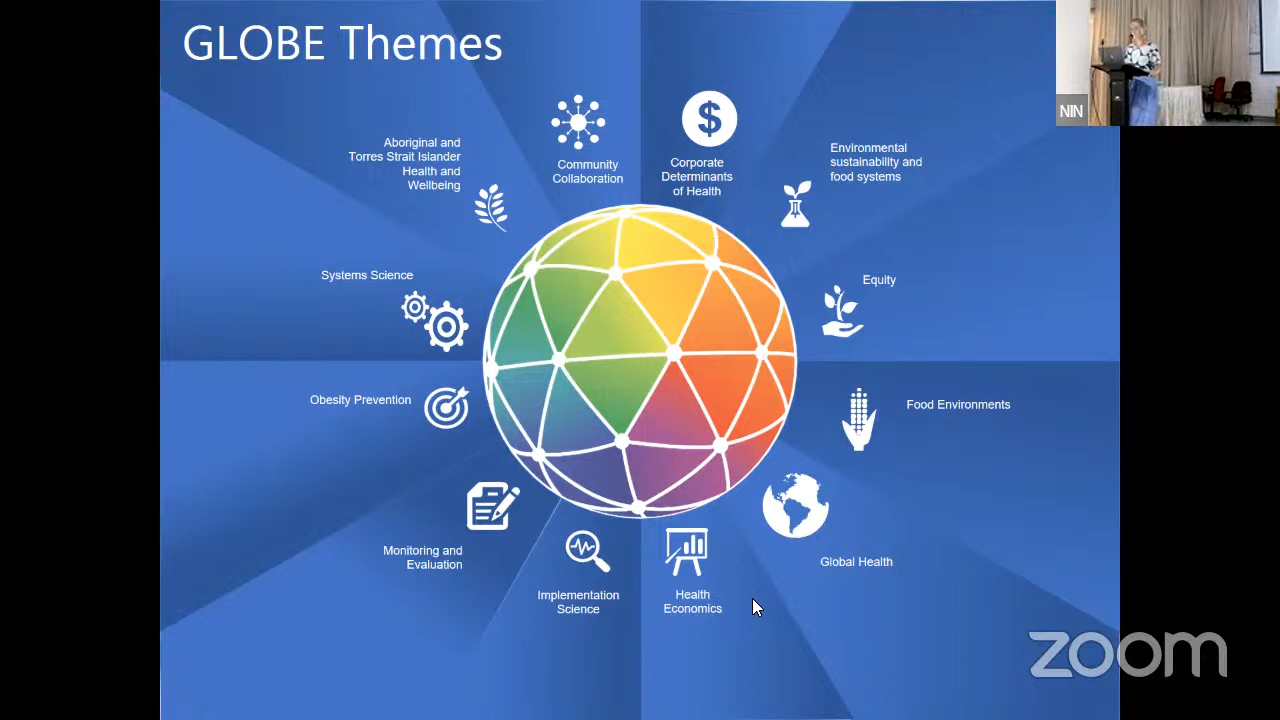 GLOBE Themes
NIN
Aboriginal and
Torres Strait Islander
Health and
Wellbeing
Community
Collaboration
$
Corporate
Determinants
of Health
Environmental
sustainability and
food systems
Systems Science
Equity
Obesity Prevention
Food Environments
Monitoring and
Evaluation
Implementation
Science
Health
Economics
Global Health
zoom